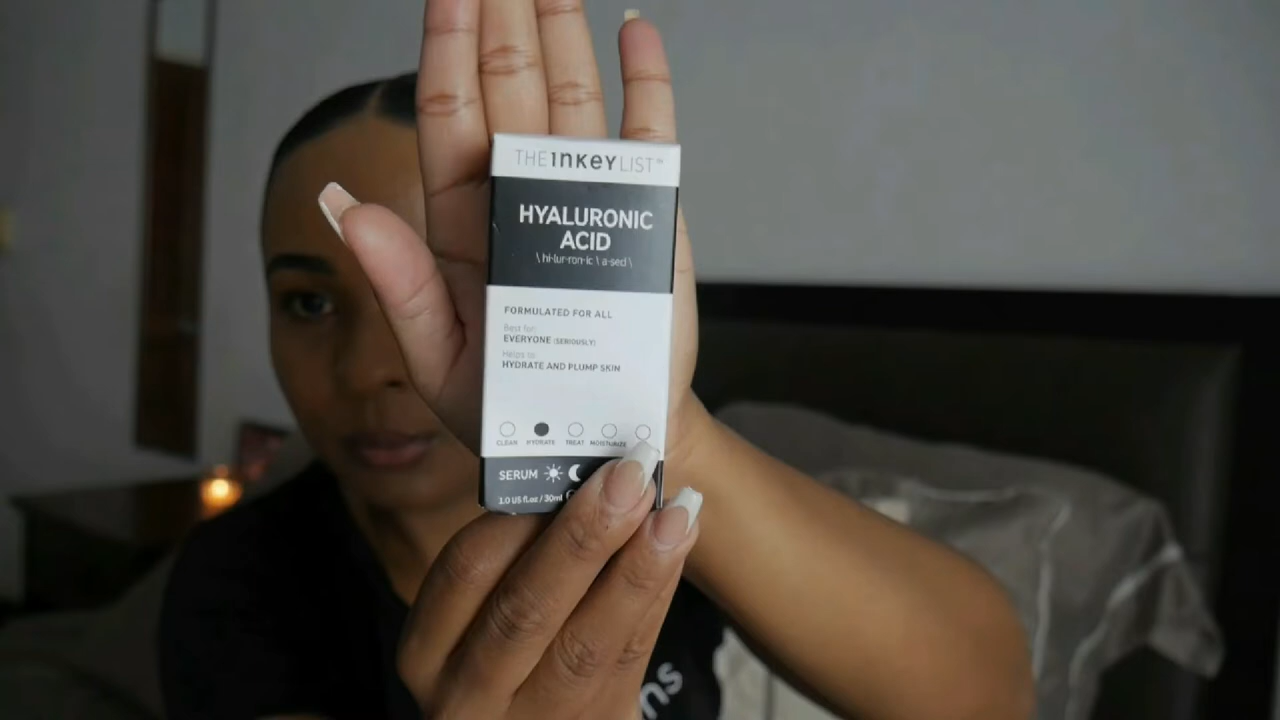 THE INKEY LIST™
HYALURONIC
ACID
\ hi-lur-ron-ic \ a-sed \
FORMULATED FOR ALL
Best for:
EVERYONE (SERIOUSLY)
Helps to:
HYDRATE AND PLUMP SKIN
CLEAN HYDRATE TREAT MOISTURIZE
SERUM
1.0 US fl.oz / 30ml
ns